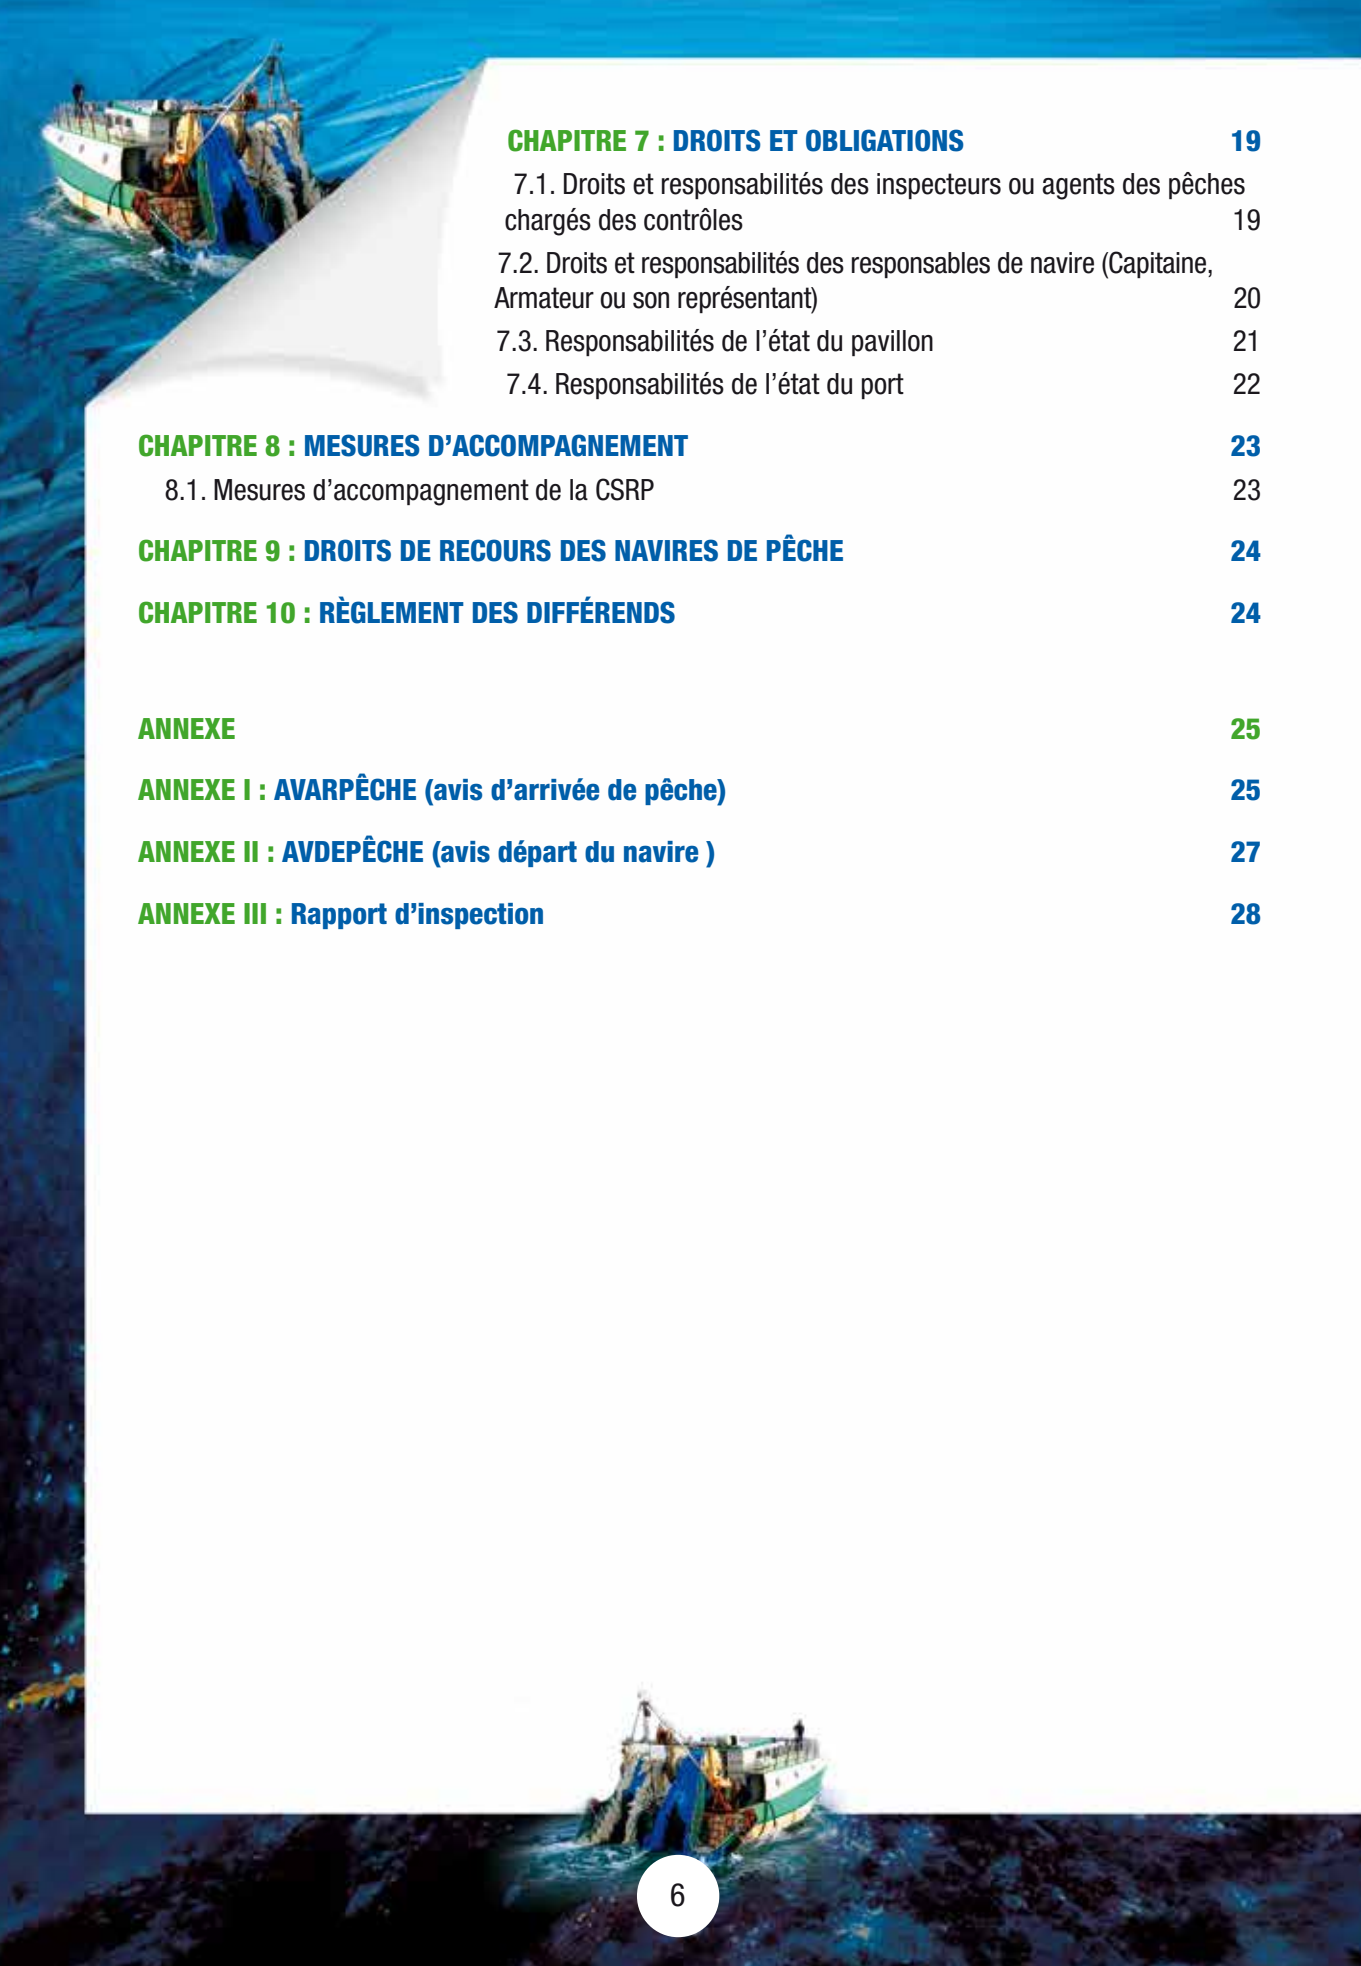 CHAPITRE 7 : DROITS ET OBLIGATIONS 19
7.1. Droits et responsabilités des inspecteurs ou agents des pêches
chargés des contrôles 19
7.2. Droits et responsabilités des responsables de navire (Capitaine,
Armateur ou son représentant) 20
7.3. Responsabilités de l’état du pavillon 21
7.4. Responsabilités de l’état du port 22
CHAPITRE 8 : MESURES D’ACCOMPAGNEMENT 23
8.1. Mesures d’accompagnement de la CSRP 23
CHAPITRE 9 : DROITS DE RECOURS DES NAVIRES DE PÊCHE 24
CHAPITRE 10 : RÈGLEMENT DES DIFFÉRENDS 24
ANNEXE 25
ANNEXE I : AVARPÊCHE (avis d’arrivée de pêche) 25
ANNEXE II : AVDEPÊCHE (avis départ du navire ) 27
ANNEXE III : Rapport d’inspection 28
6